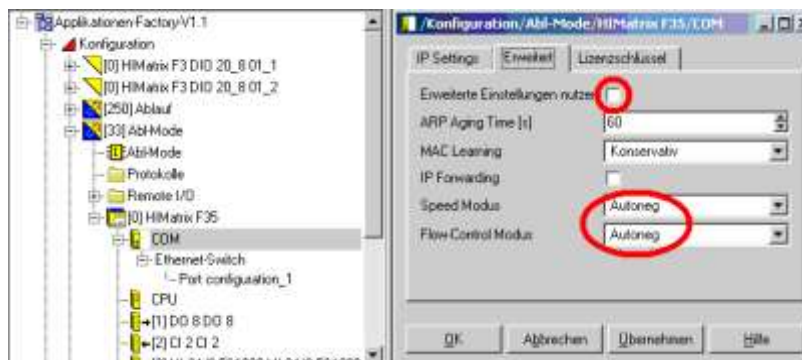 Applikationen-Factory-V1.1
Konfiguration
[0] HIMatrix F3 DIO 20_8 01_1
[0] HIMatrix F3 DIO 20_8 01_2
[250] Ablauf
[33] Abl-Mode
Abl-Mode
Protokolle
Remote I/O
[0] HIMatrix F35
COM
Ethernet-Switch
Port configuration_1
CPU
[1] DO 8 DO 8
[2] CI 2 CI 2
/Konfiguration/Abl-Mode/HIMatrix F35/COM
IP Settings Erweitert Lizenzschlüssel
Erweiterte Einstellungen nutzen
ARP Aging Time [s] 60
MAC Learning Konservativ
IP Forwarding
Speed Modus Autoneg
Flow-Control Modus Autoneg
OK Abbrechen Übernehmen Hilfe